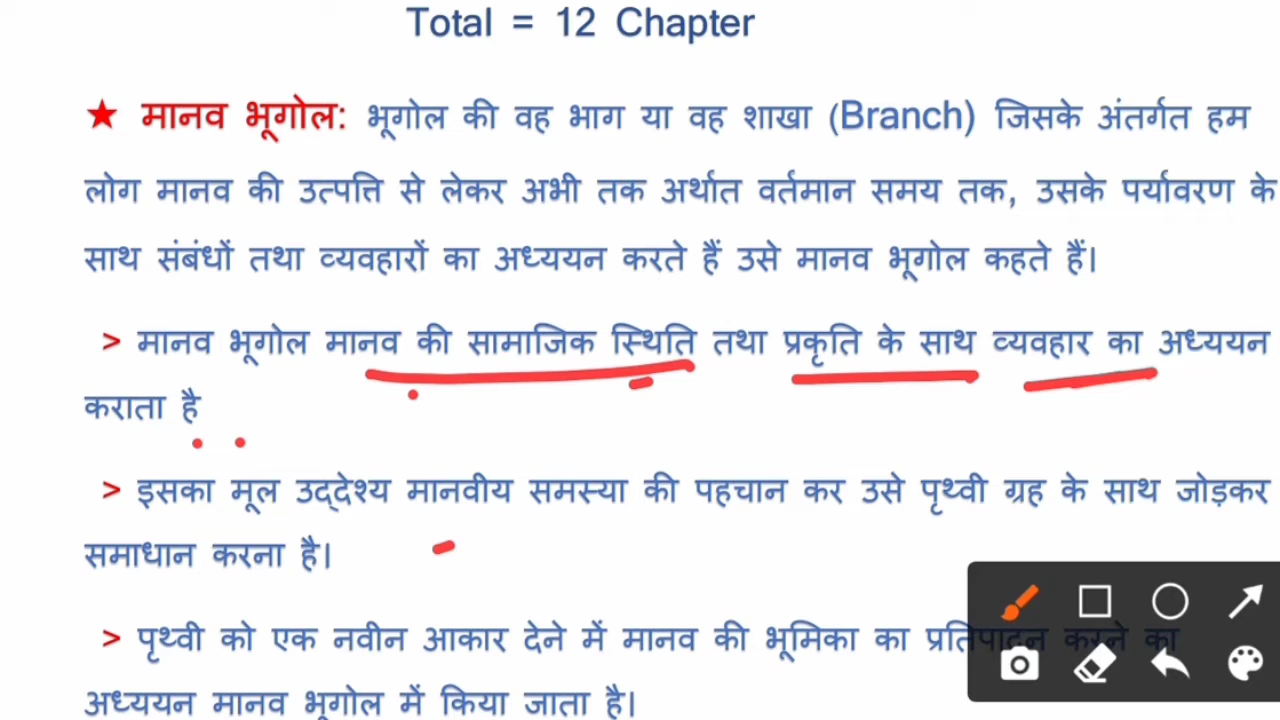 Total = 12 Chapter
★ मानव भूगोल: भूगोल की वह भाग या वह शाखा (Branch) जिसके अंतर्गत हम
लोग मानव की उत्पत्ति से लेकर अभी तक अर्थात वर्तमान समय तक, उसके पर्यावरण के
साथ संबंधों तथा व्यवहारों का अध्ययन करते हैं उसे मानव भूगोल कहते हैं।
> मानव भूगोल मानव की सामाजिक स्थिति तथा प्रकृति के साथ व्यवहार का अध्ययन
कराता है
> इसका मूल उद्देश्य मानवीय समस्या की पहचान कर उसे पृथ्वी ग्रह के साथ जोड़कर
समाधान करना है।
> पृथ्वी को एक नवीन आकार देने में मानव की भूमिका का प्रतिपादन करने का
अध्ययन मानव भूगोल में किया जाता है।